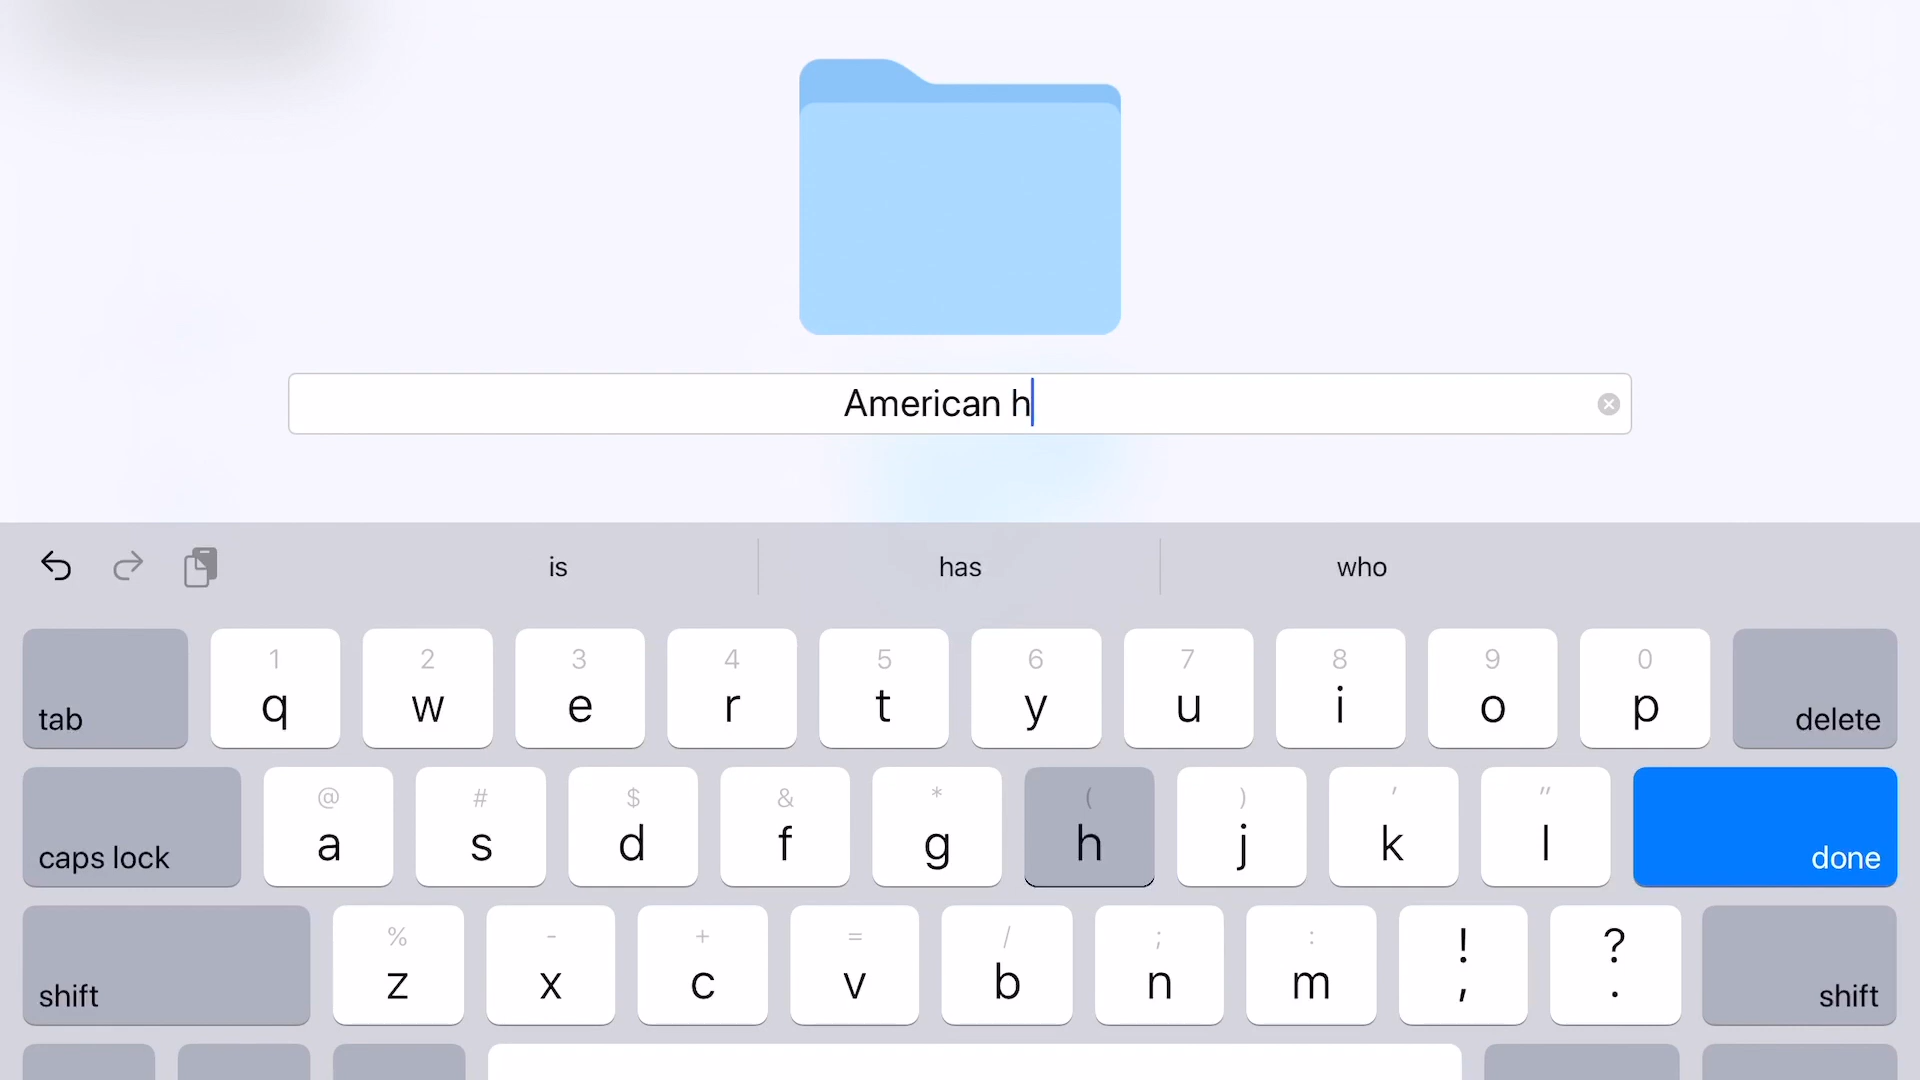 American h
is has who
tab 1 q 2 w 3 e 4 r 5 t 6 y 7 u 8 i 9 o 0 p delete
caps lock @ a # s $ d & f * g ( h ) j ' k " l done
shift % z - x + c = v / b ; n : m ! , ? . shift